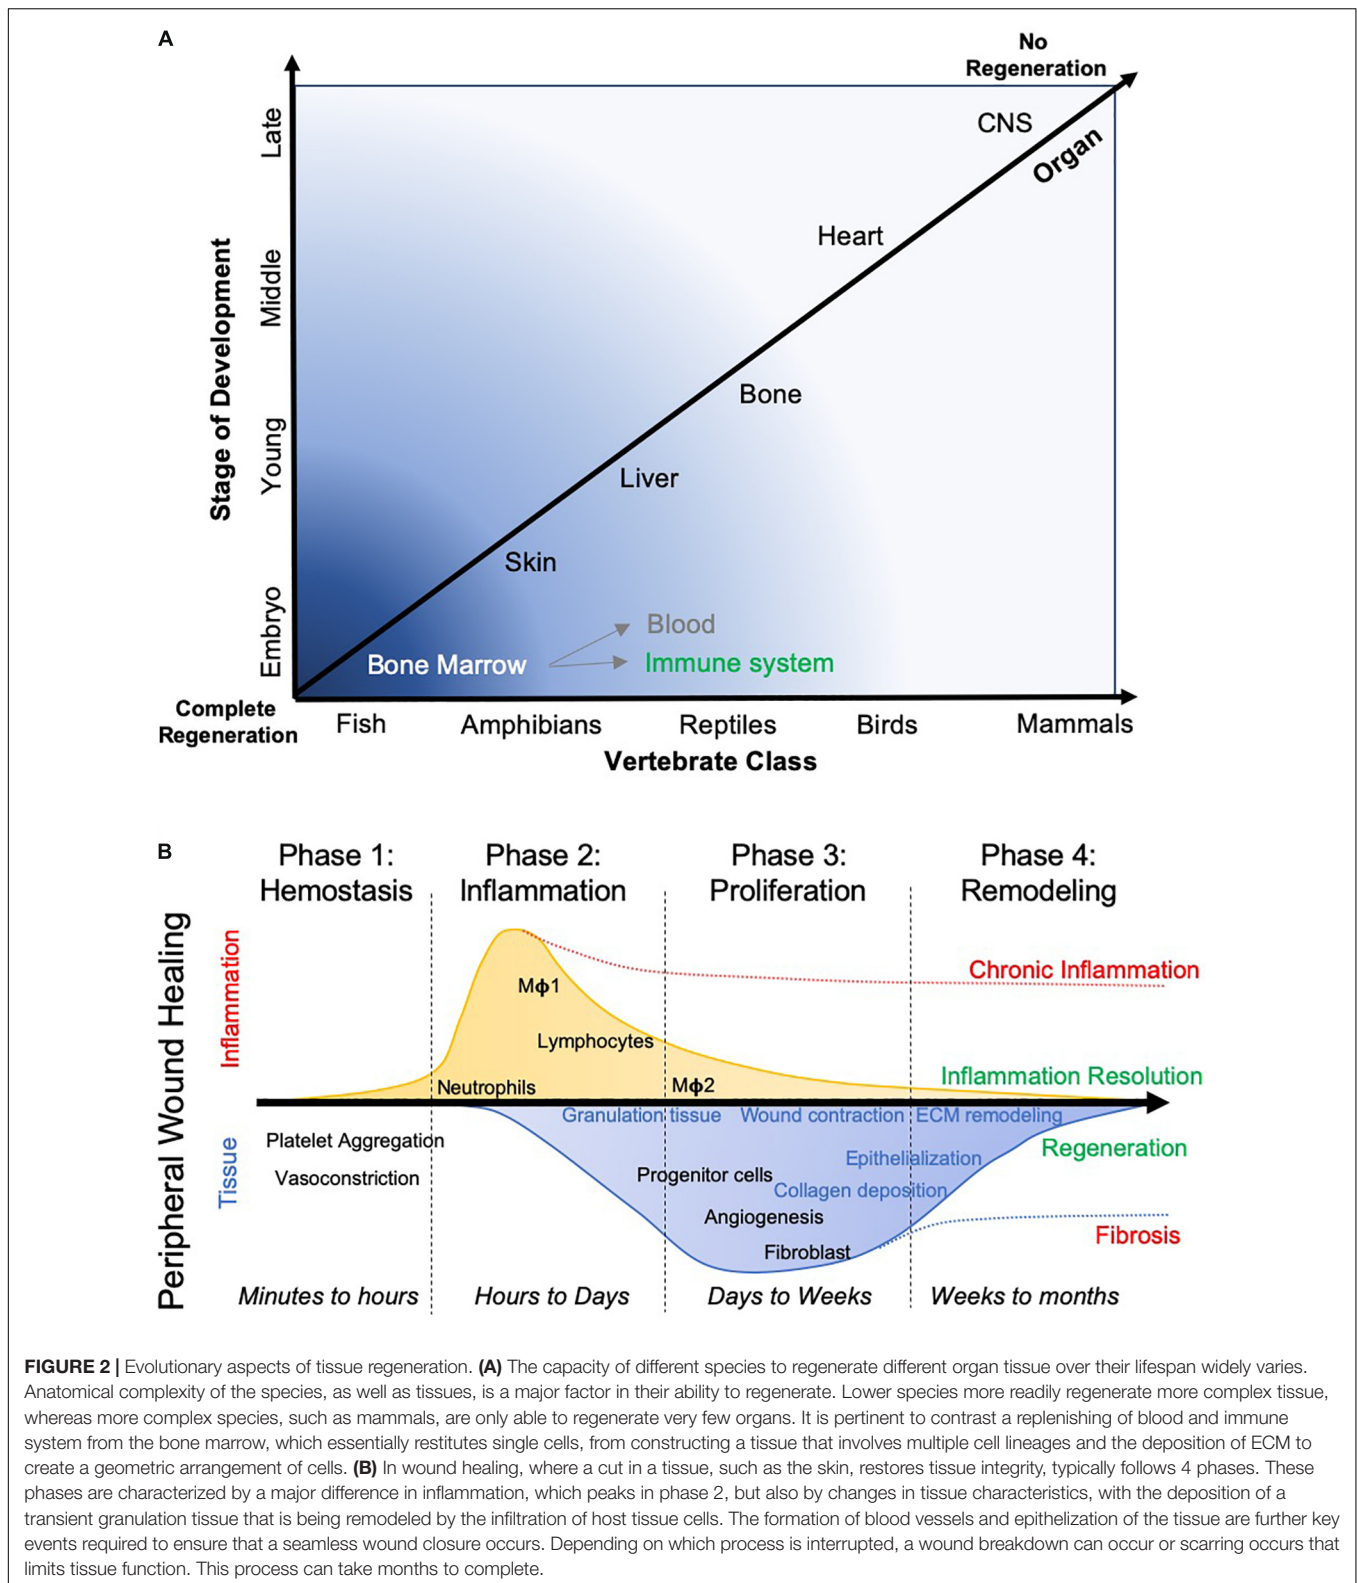 A
No
Regeneration
CNS
Organ
Heart
Bone
Liver
Skin
Blood
Bone Marrow
Immune system
Stage of Development
Late
Middle
Young
Embryo
Complete
Regeneration
Fish
Amphibians
Reptiles
Birds
Mammals
Vertebrate Class
B
Phase 1:
Hemostasis
Phase 2:
Inflammation
Phase 3:
Proliferation
Phase 4:
Remodeling
Peripheral Wound Healing
Inflammation
Tissue
Chronic Inflammation
Mϕ1
Lymphocytes
Neutrophils
Mϕ2
Inflammation Resolution
Granulation tissue
Wound contraction
ECM remodeling
Platelet Aggregation
Vasoconstriction
Regeneration
Epithelialization
Progenitor cells
Collagen deposition
Angiogenesis
Fibroblast
Fibrosis
Minutes to hours
Hours to Days
Days to Weeks
Weeks to months
FIGURE 2 | Evolutionary aspects of tissue regeneration. (A) The capacity of different species to regenerate different organ tissue over their lifespan widely varies.
Anatomical complexity of the species, as well as tissues, is a major factor in their ability to regenerate. Lower species more readily regenerate more complex tissue,
whereas more complex species, such as mammals, are only able to regenerate very few organs. It is pertinent to contrast a replenishing of blood and immune
system from the bone marrow, which essentially restitutes single cells, from constructing a tissue that involves multiple cell lineages and the deposition of ECM to
create a geometric arrangement of cells. (B) In wound healing, where a cut in a tissue, such as the skin, restores tissue integrity, typically follows 4 phases. These
phases are characterized by a major difference in inflammation, which peaks in phase 2, but also by changes in tissue characteristics, with the deposition of a
transient granulation tissue that is being remodeled by the infiltration of host tissue cells. The formation of blood vessels and epithelization of the tissue are further key
events required to ensure that a seamless wound closure occurs. Depending on which process is interrupted, a wound breakdown can occur or scarring occurs that
limits tissue function. This process can take months to complete.